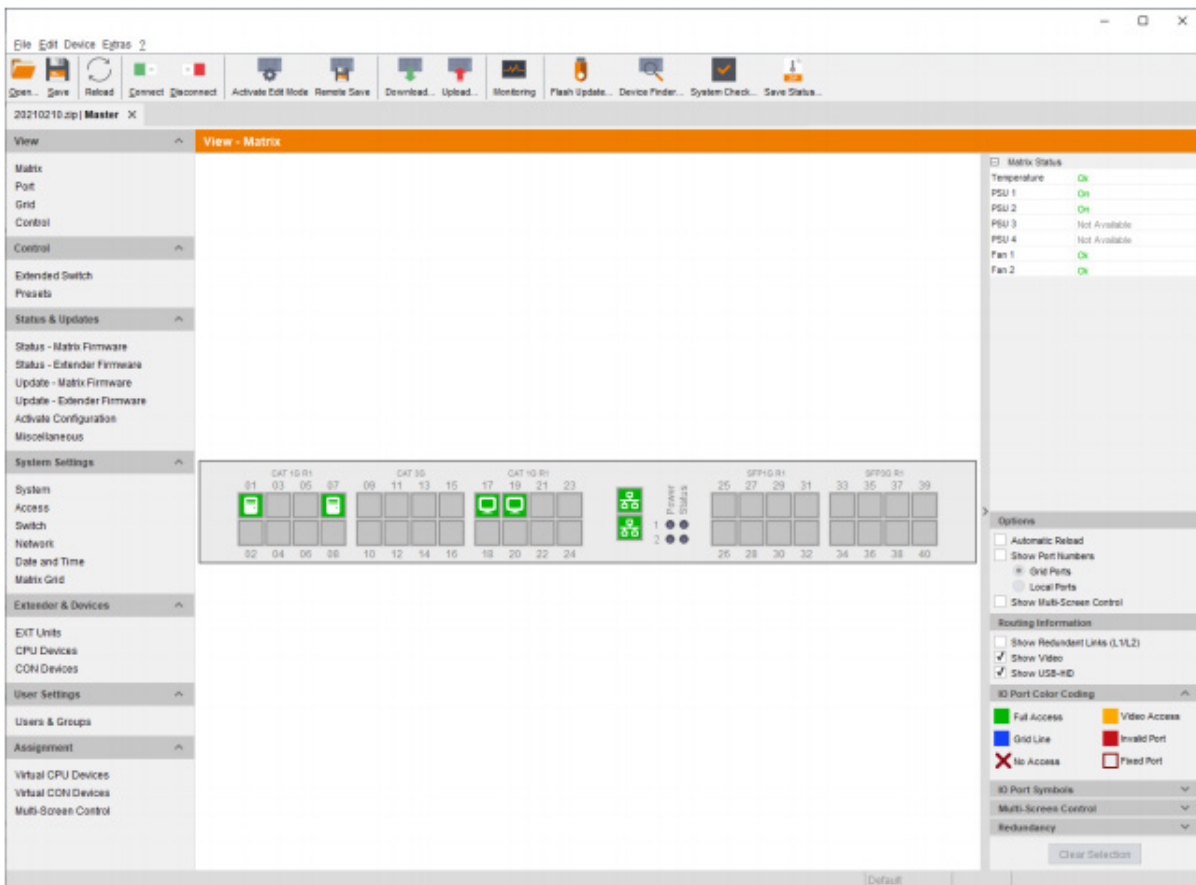 File Edit Device Extras ?
Open... Save Reload Connect Disconnect Activate Edit Mode Remote Save Download... Upload... Monitoring Flash Update... Device Finder... System Check... Save Status...
20210210.zip | Master X
View
Matrix
Port
Grid
Control
Control
Extended Switch
Presets
Status & Updates
Status - Matrix Firmware
Status - Extender Firmware
Update - Matrix Firmware
Update - Extender Firmware
Activate Configuration
Miscellaneous
System Settings
System
Access
Switch
Network
Date and Time
Matrix Grid
Extender & Devices
EXT Units
CPU Devices
CON Devices
User Settings
Users & Groups
Assignment
Virtual CPU Devices
Virtual CON Devices
Multi-Screen Control
View - Matrix
CAT 1G R1 CAT 3G CAT 1G R1 SFP1G R1 SFP3G R1
01 03 05 07 09 11 13 15 17 19 21 23 Power Status 25 27 29 31 33 35 37 39
1
2
02 04 06 08 10 12 14 16 18 20 22 24 26 28 30 32 34 36 38 40
Matrix Status
Temperature Ok
PSU 1 On
PSU 2 On
PSU 3 Not Available
PSU 4 Not Available
Fan 1 Ok
Fan 2 Ok
Options
Automatic Reload
Show Port Numbers
Grid Ports
Local Ports
Show Multi-Screen Control
Routing Information
Show Redundant Links (L1/L2)
Show Video
Show USB-HID
IO Port Color Coding
Full Access Video Access
Grid Line Invalid Port
No Access Fixed Port
IO Port Symbols
Multi-Screen Control
Redundancy
Clear Selection
Default